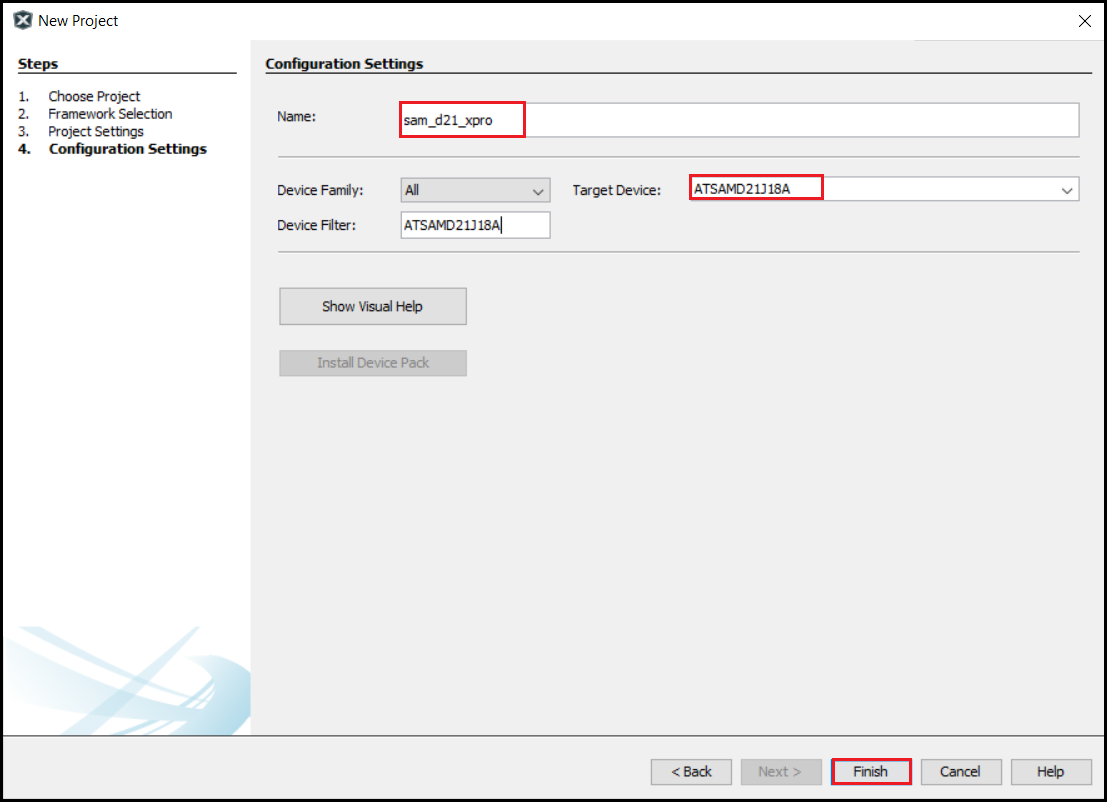 New Project
Steps
1. Choose Project
2. Framework Selection
3. Project Settings
4. Configuration Settings
Configuration Settings
Name: sam_d21_xpro
Device Family: All Target Device: ATSAMD21J18A
Device Filter: ATSAMD21J18A
Show Visual Help
Install Device Pack
< Back Next > Finish Cancel Help